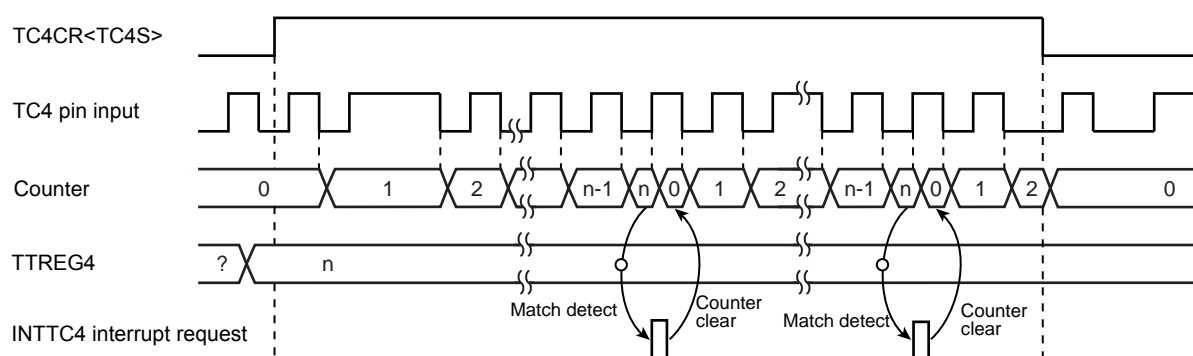 TC4CR<TC4S>
TC4 pin input
Counter
0
1
2
n-1
n
0
1
2
n-1
n
0
1
2
0
TTREG4
?
n
Match detect
Counter
clear
Match detect
Counter
clear
INTTC4 interrupt request